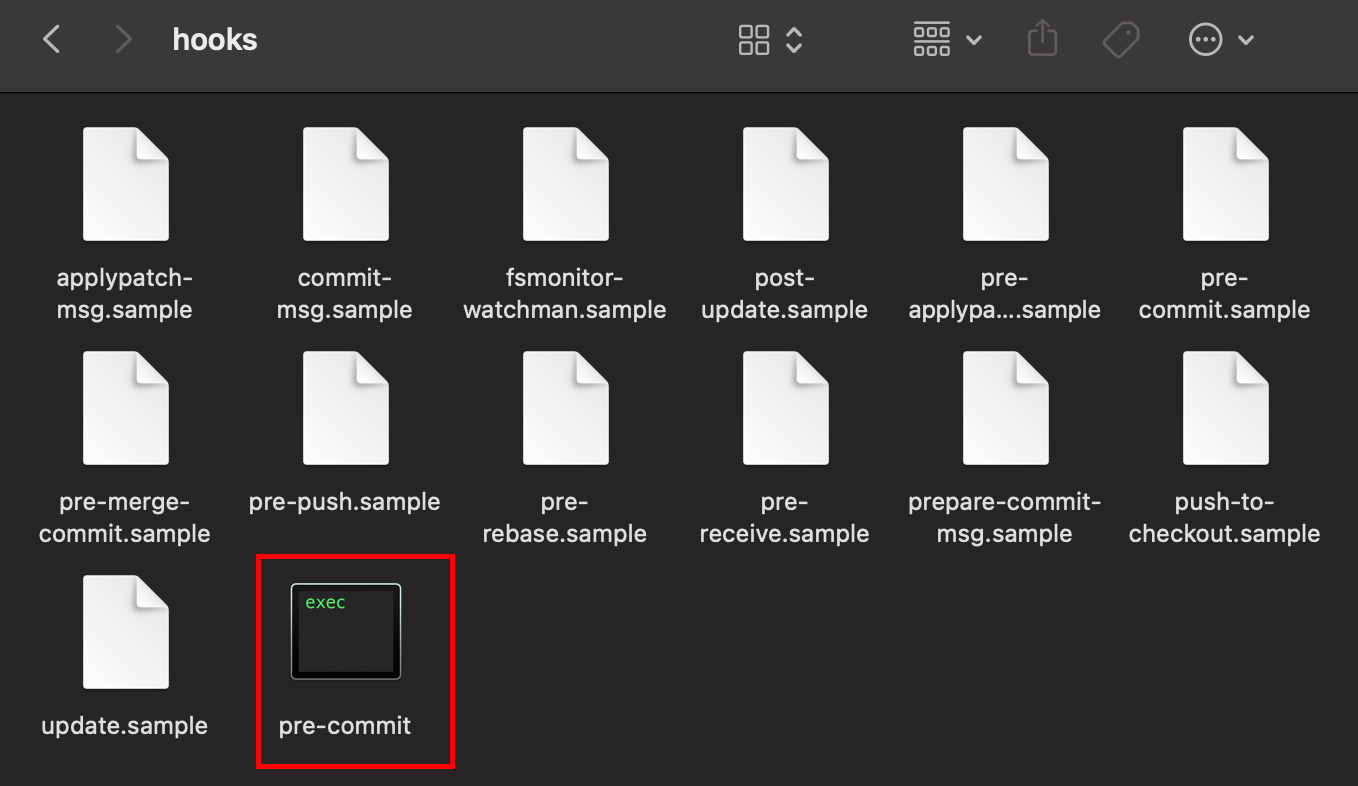 hooks
applypatch-
msg.sample
commit-
msg.sample
fsmonitor-
watchman.sample
post-
update.sample
pre-
applypa....sample
pre-
commit.sample
pre-merge-
commit.sample
pre-push.sample
pre-
rebase.sample
pre-
receive.sample
prepare-commit-
msg.sample
push-to-
checkout.sample
update.sample
exec
pre-commit